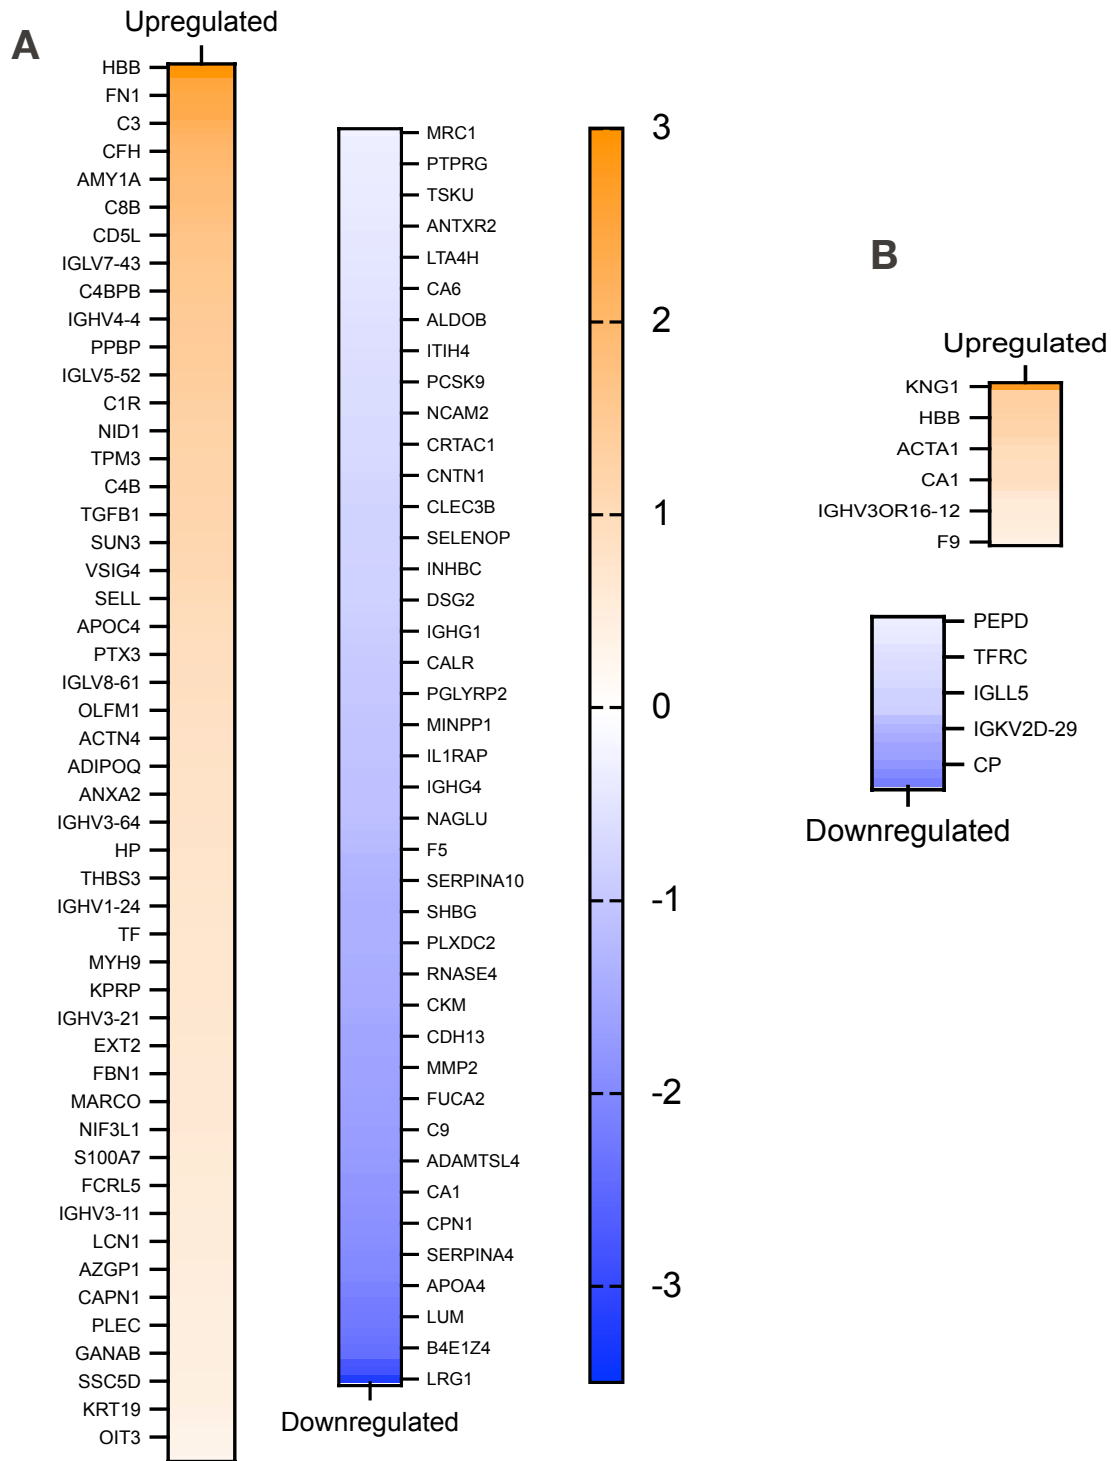 A
Upregulated
HBB
FN1
C3
CFH
AMY1A
C8B
CD5L
IGLV7-43
C4BPB
IGHV4-4
PPBP
IGLV5-52
C1R
NID1
TPM3
C4B
TGFB1
SUN3
VSIG4
SELL
APOC4
PTX3
IGLV8-61
OLFM1
ACTN4
ADIPOQ
ANXA2
IGHV3-64
HP
THBS3
IGHV1-24
TF
MYH9
KPRP
IGHV3-21
EXT2
FBN1
MARCO
NIF3L1
S100A7
FCRL5
IGHV3-11
LCN1
AZGP1
CAPN1
PLEC
GANAB
SSC5D
KRT19
OIT3
MRC1
PTPRG
TSKU
ANTXR2
LTA4H
CA6
ALDOB
ITIH4
PCSK9
NCAM2
CRTAC1
CNTN1
CLEC3B
SELENOP
INHBC
DSG2
IGHG1
CALR
PGLYRP2
MINPP1
IL1RAP
IGHG4
NAGLU
F5
SERPINA10
SHBG
PLXDC2
RNASE4
CKM
CDH13
MMP2
FUCA2
C9
ADAMTSL4
CA1
CPN1
SERPINA4
APOA4
LUM
B4E1Z4
LRG1
Downregulated
3
2
1
0
-1
-2
-3
B
Upregulated
KNG1
HBB
ACTA1
CA1
IGHV3OR16-12
F9
PEPD
TFRC
IGLL5
IGKV2D-29
CP
Downregulated